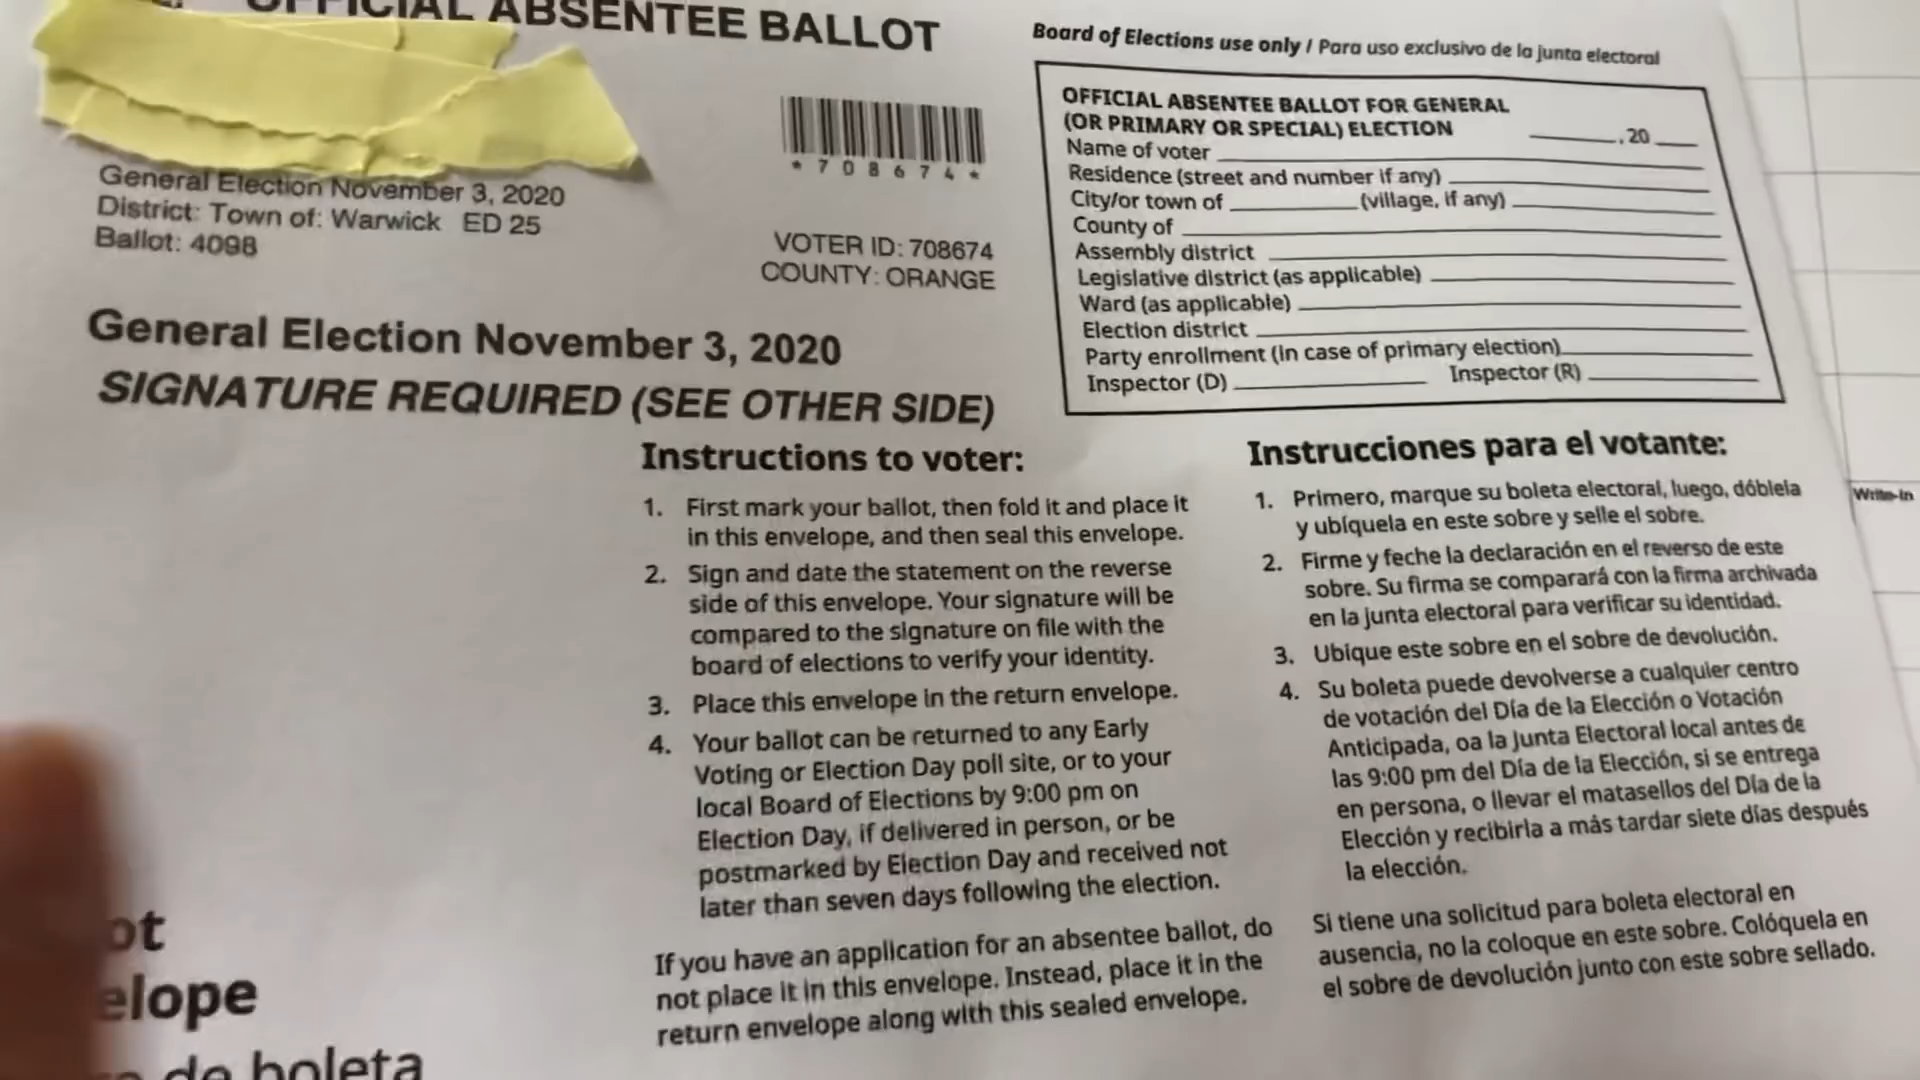 OFFICIAL ABSENTEE BALLOT
General Election November 3, 2020
District: Town of: Warwick ED 25
Ballot: 4098
*708674*
VOTER ID: 708674
COUNTY: ORANGE
General Election November 3, 2020
SIGNATURE REQUIRED (SEE OTHER SIDE)
Board of Elections use only / Para uso exclusivo de la junta electoral
OFFICIAL ABSENTEE BALLOT FOR GENERAL
(OR PRIMARY OR SPECIAL) ELECTION ________, 20 ____
Name of voter
Residence (street and number if any)
City/or town of __________ (village, if any)
County of
Assembly district
Legislative district (as applicable)
Ward (as applicable)
Election district
Party enrollment (in case of primary election)
Inspector (D) __________ Inspector (R)
Instructions to voter:
1. First mark your ballot, then fold it and place it
in this envelope, and then seal this envelope.
2. Sign and date the statement on the reverse
side of this envelope. Your signature will be
compared to the signature on file with the
board of elections to verify your identity.
3. Place this envelope in the return envelope.
4. Your ballot can be returned to any Early
Voting or Election Day poll site, or to your
local Board of Elections by 9:00 pm on
Election Day, if delivered in person, or be
postmarked by Election Day and received not
later than seven days following the election.
If you have an application for an absentee ballot, do
not place it in this envelope. Instead, place it in the
return envelope along with this sealed envelope.
Instrucciones para el votante:
1. Primero, marque su boleta electoral, luego, dóblela
y ubíquela en este sobre y selle el sobre.
2. Firme y feche la declaración en el reverso de este
sobre. Su firma se comparará con la firma archivada
en la junta electoral para verificar su identidad.
3. Ubique este sobre en el sobre de devolución.
4. Su boleta puede devolverse a cualquier centro
de votación del Día de la Elección o Votación
Anticipada, oa la Junta Electoral local antes de
las 9:00 pm del Día de la Elección, si se entrega
en persona, o llevar el matasellos del Día de la
Elección y recibirla a más tardar siete días después
la elección.
Si tiene una solicitud para boleta electoral en
ausencia, no la coloque en este sobre. Colóquela en
el sobre de devolución junto con este sobre sellado.
Write-in
ot
elope
de boleta